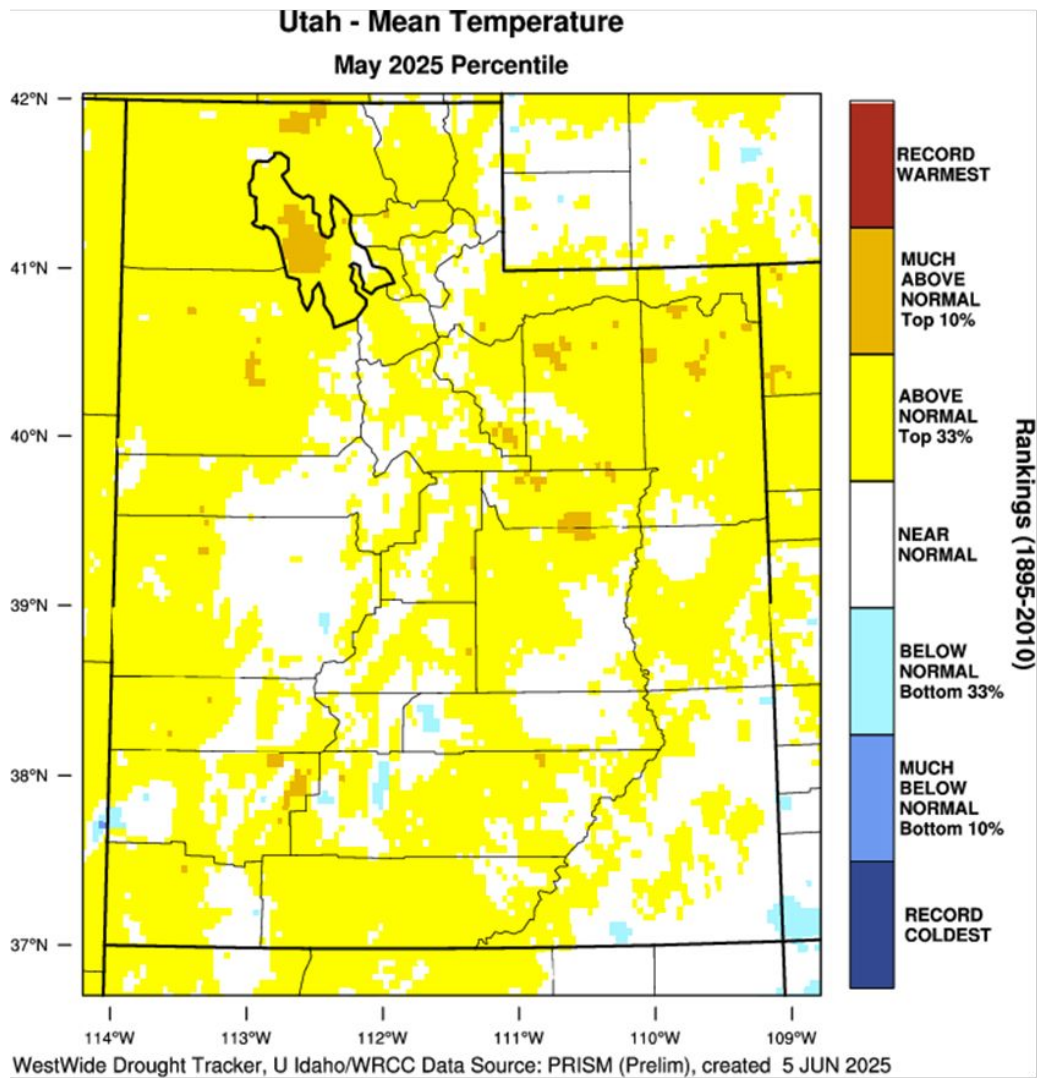 Utah - Mean Temperature
May 2025 Percentile
42°N
41°N
40°N
39°N
38°N
37°N
114°W
113°W
112°W
111°W
110°W
109°W
RECORD
WARMEST
MUCH
ABOVE
NORMAL
Top 10%
ABOVE
NORMAL
Top 33%
NEAR
NORMAL
BELOW
NORMAL
Bottom 33%
MUCH
BELOW
NORMAL
Bottom 10%
RECORD
COLDEST
Rankings (1895-2010)
WestWide Drought Tracker, U Idaho/WRCC Data Source: PRISM (Prelim), created 5 JUN 2025